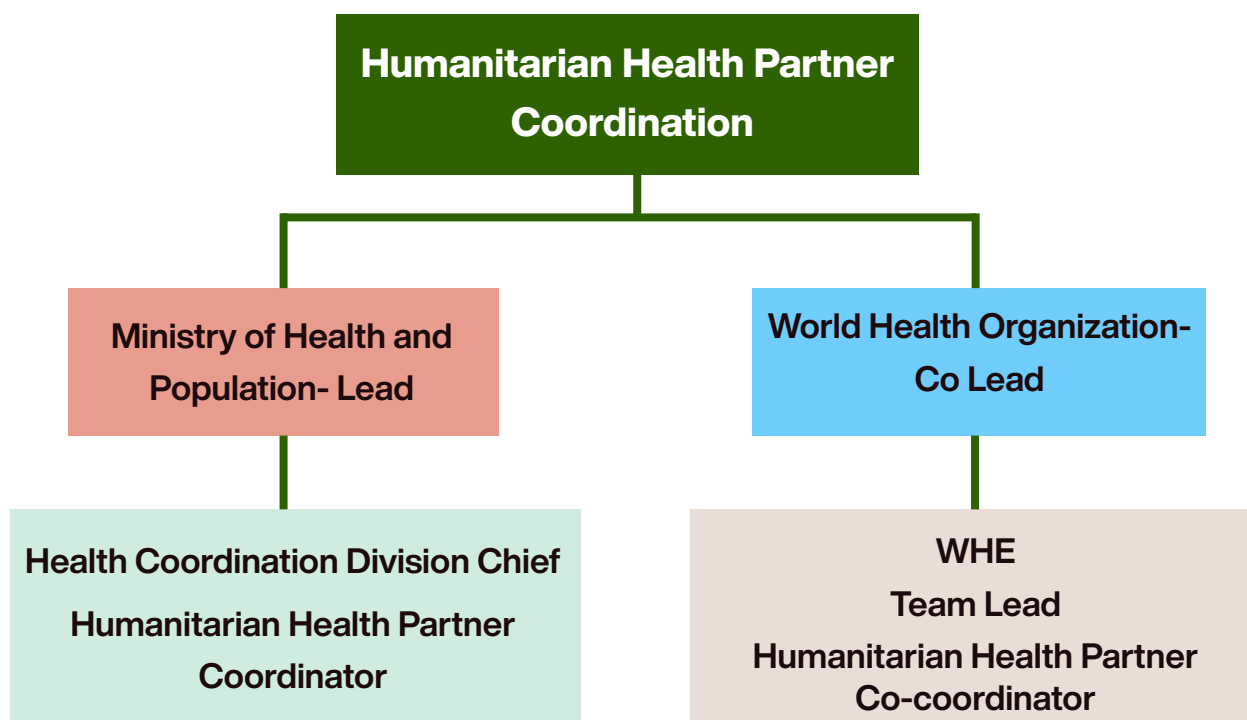 Humanitarian Health Partner
Coordination
Ministry of Health and
Population- Lead
World Health Organization-
Co Lead
Health Coordination Division Chief
Humanitarian Health Partner
Coordinator
WHE
Team Lead
Humanitarian Health Partner
Co-coordinator